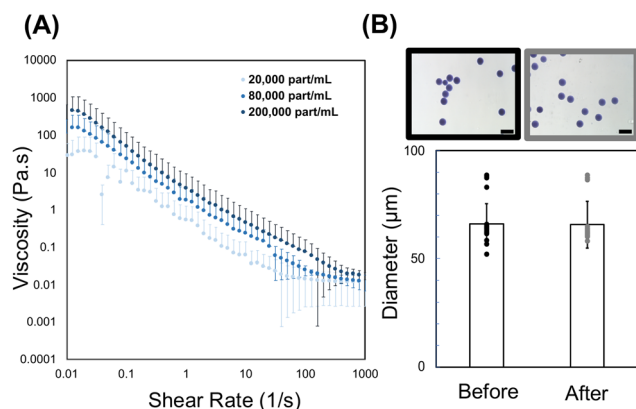 (A)
10000
1000
100
10
1
0.1
0.01
0.001
0.0001
Viscosity (Pa.s)
20,000 part/mL
80,000 part/mL
200,000 part/mL
0.01
0.1
1.0
10
100
1000
Shear Rate (1/s)
(B)
100
50
0
Diameter (μm)
Before
After